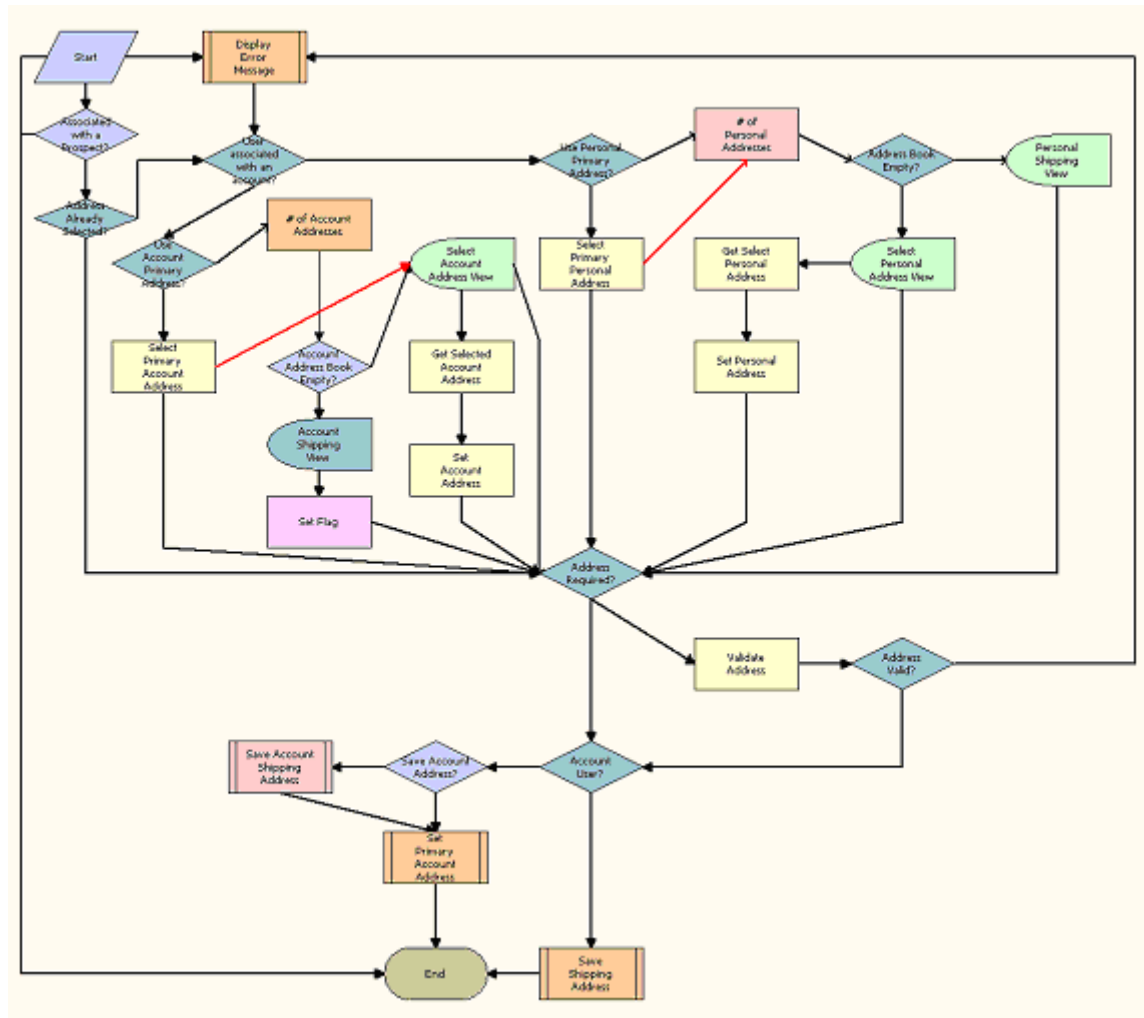 Start
Display
Error
Message
Associated
with a
Prospect?
User
associated
with an
account?
Use Personal
Primary
Address?
# of
Personal
Addresses
Address Book
Empty?
Personal
Shipping
View
Address
Already
Selected?
Use
Account
Primary
Address?
# of Account
Addresses
Select
Account
Address View
Select
Primary
Personal
Address
Get Select
Personal
Address
Select
Personal
Address View
Select
Primary
Account
Address
Account
Address Book
Empty?
Get Selected
Account
Address
Set Personal
Address
Account
Shipping
View
Set
Account
Address
Set Flag
Address
Required?
Validate
Address
Address
Valid?
Save Account
Shipping
Address
Save Account
Address?
Account
User?
Set
Primary
Account
Address
End
Save
Shipping
Address